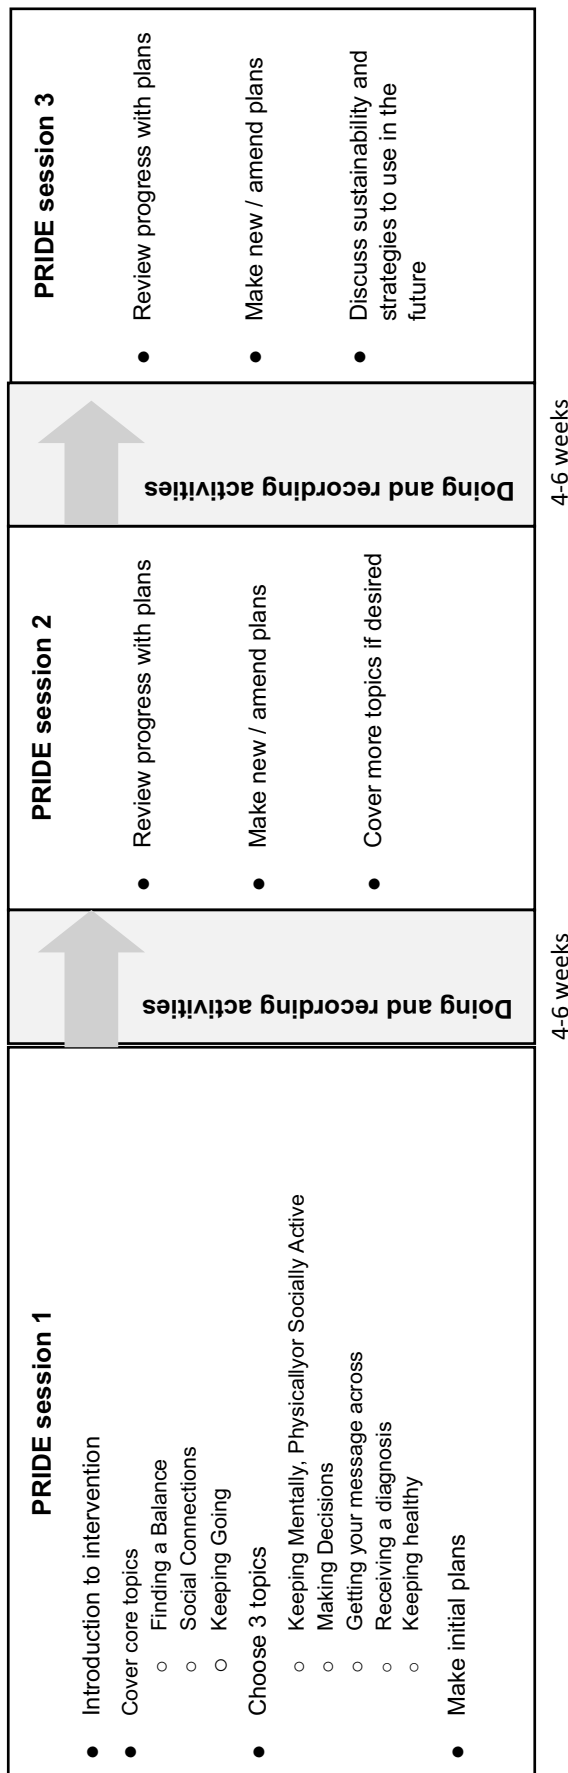 PRIDE session 1
● Introduction to intervention
● Cover core topics
○ Finding a Balance
○ Social Connections
○ Keeping Going
● Choose 3 topics
○ Keeping Mentally, Physicallyor Socially Active
○ Making Decisions
○ Getting your message across
○ Receiving a diagnosis
○ Keeping healthy
● Make initial plans
Doing and recording activities
4-6 weeks
PRIDE session 2
● Review progress with plans
● Make new / amend plans
● Cover more topics if desired
Doing and recording activities
4-6 weeks
PRIDE session 3
● Review progress with plans
● Make new / amend plans
● Discuss sustainability and
strategies to use in the
future